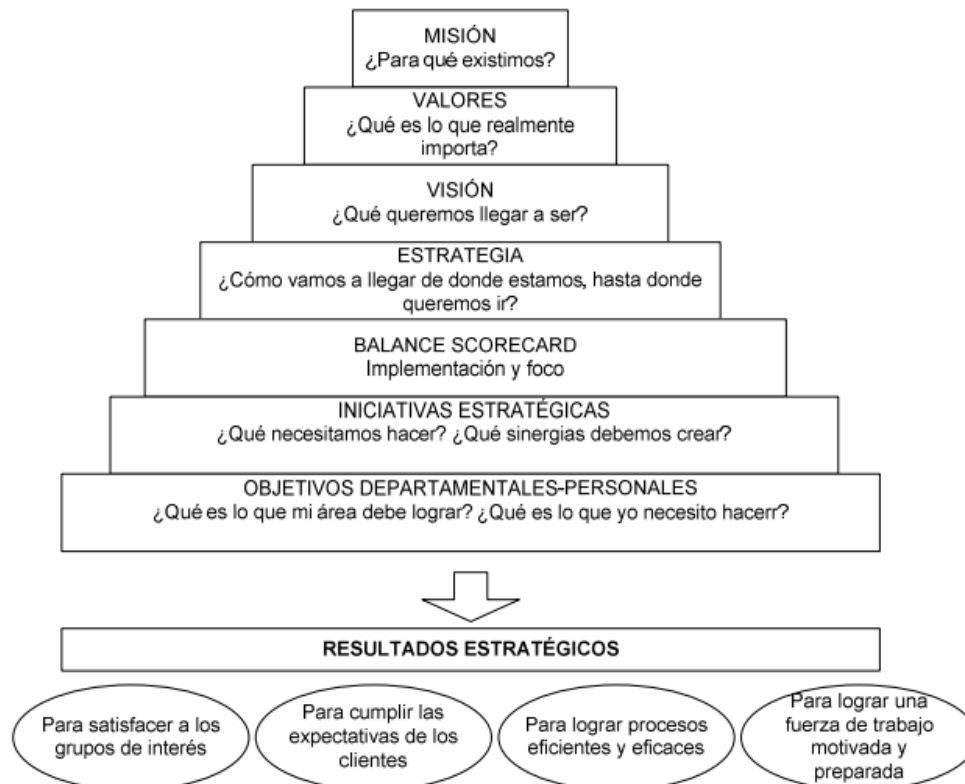 MISIÓN
¿Para qué existimos?
VALORES
¿Qué es lo que realmente
importa?
VISIÓN
¿Qué queremos llegar a ser?
ESTRATEGIA
¿Cómo vamos a llegar de donde estamos, hasta donde
queremos ir?
BALANCE SCORECARD
Implementación y foco
INICIATIVAS ESTRATÉGICAS
¿Qué necesitamos hacer? ¿Qué sinergias debemos crear?
OBJETIVOS DEPARTAMENTALES-PERSONALES
¿Qué es lo que mi área debe lograr? ¿Qué es lo que yo necesito hacerr?
RESULTADOS ESTRATÉGICOS
Para satisfacer a los
grupos de interés
Para cumplir las
expectativas de los
clientes
Para lograr procesos
eficientes y eficaces
Para lograr una
fuerza de trabajo
motivada y
preparada